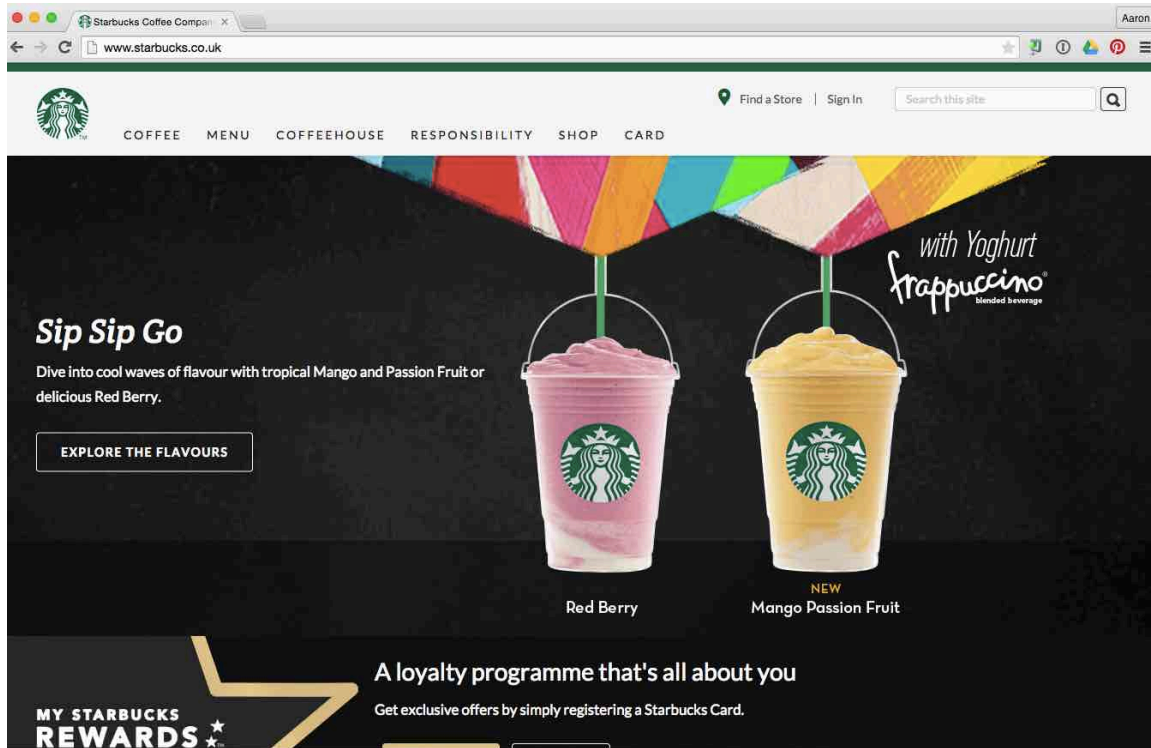 Starbucks Coffee Compan
Aaron
www.starbucks.co.uk
Find a Store | Sign In
Search this site
COFFEE MENU COFFEEHOUSE RESPONSIBILITY SHOP CARD
with Yoghurt
frappuccino®
blended beverage
Sip Sip Go
Dive into cool waves of flavour with tropical Mango and Passion Fruit or
delicious Red Berry.
EXPLORE THE FLAVOURS
Red Berry
NEW
Mango Passion Fruit
A loyalty programme that's all about you
Get exclusive offers by simply registering a Starbucks Card.
MY STARBUCKS
REWARDS